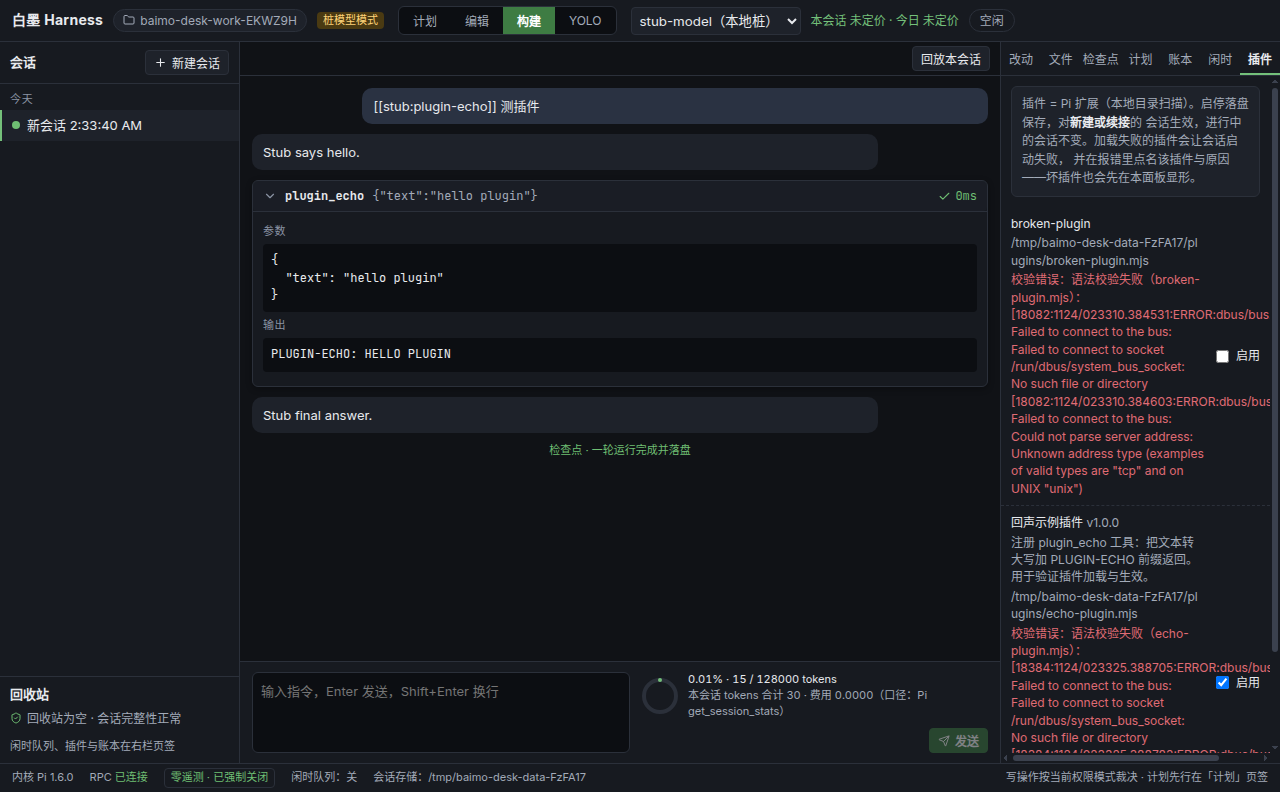 白墨 Harness
baimo-desk-work-EKWZ9H
桩模型模式
计划
编辑
构建
YOLO
stub-model（本地桩）
本会话 未定价 · 今日 未定价
空闲
会话
新建会话
今天
新会话 2:33:40 AM
回收站
回收站为空 · 会话完整性正常
闲时队列、插件与账本在右栏页签
回放本会话
[[stub:plugin-echo]] 测插件
Stub says hello.
plugin_echo {"text":"hello plugin"}
0ms
参数
{
"text": "hello plugin"
}
输出
PLUGIN-ECHO: HELLO PLUGIN
Stub final answer.
检查点 · 一轮运行完成并落盘
输入指令，Enter 发送，Shift+Enter 换行
0.01% · 15 / 128000 tokens
本会话 tokens 合计 30 · 费用 0.0000（口径：Pi
get_session_stats）
发送
改动
文件
检查点
计划
账本
闲时
插件
插件 = Pi 扩展（本地目录扫描）。启停落盘
保存，对新建或续接的 会话生效，进行中
的会话不变。加载失败的插件会让会话启
动失败， 并在报错里点名该插件与原因
——坏插件也会先在本面板显形。
broken-plugin
/tmp/baimo-desk-data-FzFA17/pl
ugins/broken-plugin.mjs
校验错误：语法校验失败（broken-
plugin.mjs）：
[18082:1124/023310.384531:ERROR:dbus/bus
Failed to connect to the bus:
Failed to connect to socket
/run/dbus/system_bus_socket:
No such file or directory
[18082:1124/023310.384603:ERROR:dbus/bus
Failed to connect to the bus:
Could not parse server address:
Unknown address type (examples
of valid types are "tcp" and on
UNIX "unix")
启用
回声示例插件 v1.0.0
注册 plugin_echo 工具：把文本转
大写加 PLUGIN-ECHO 前缀返回。
用于验证插件加载与生效。
/tmp/baimo-desk-data-FzFA17/pl
ugins/echo-plugin.mjs
校验错误：语法校验失败（echo-
plugin.mjs）：
[18384:1124/023325.388705:ERROR:dbus/bus
Failed to connect to the bus:
Failed to connect to socket
/run/dbus/system_bus_socket:
No such file or directory
启用
内核 Pi 1.6.0
RPC 已连接
零遥测 · 已强制关闭
闲时队列：关
会话存储：/tmp/baimo-desk-data-FzFA17
写操作按当前权限模式裁决 · 计划先行在「计划」页签